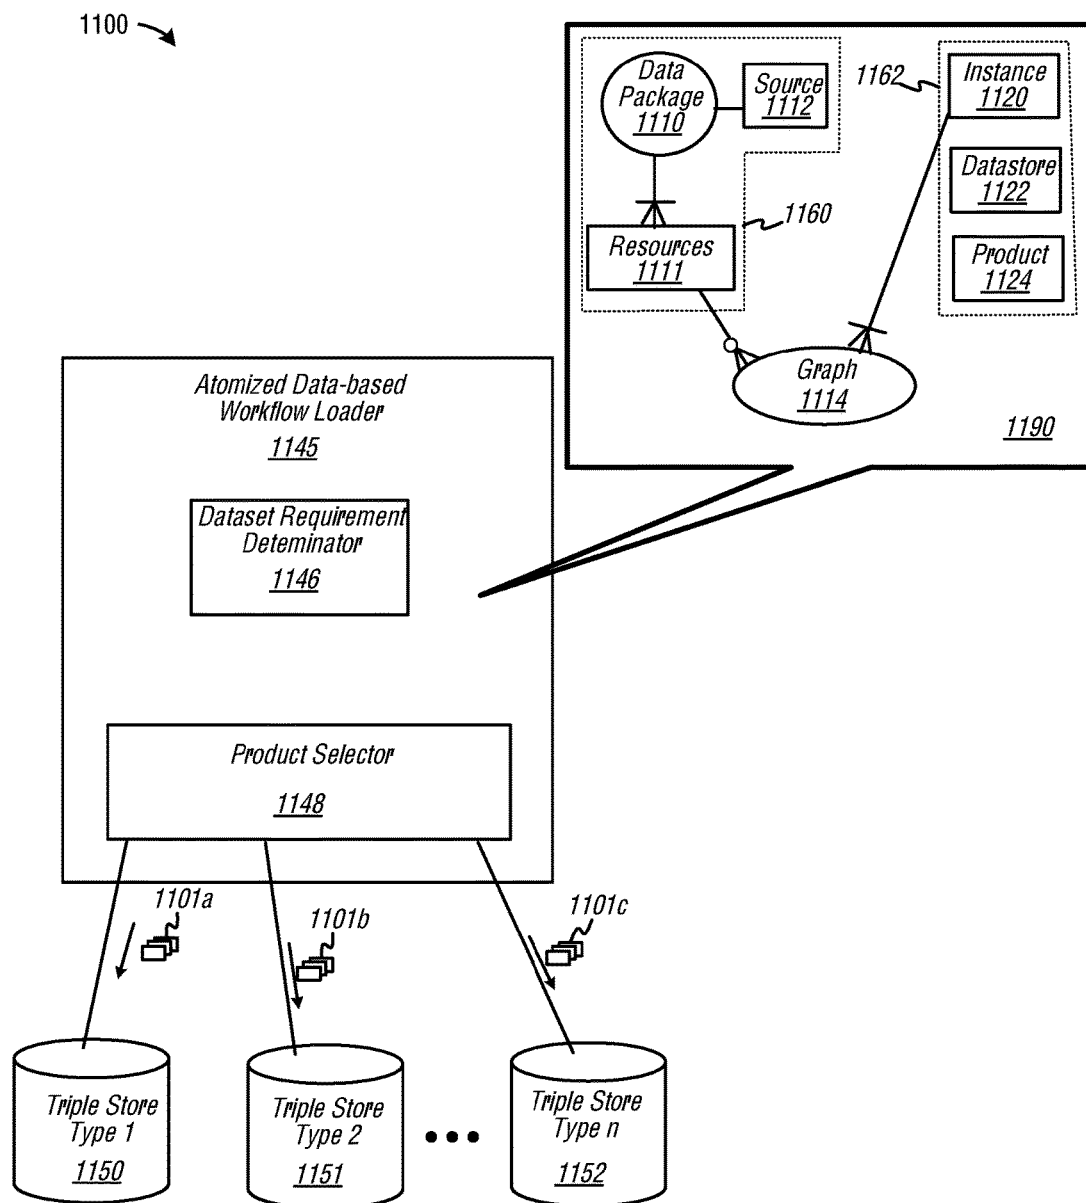 1100
Data
Package
1110
Source
1112
1162
Instance
1120
Datastore
1122
Product
1124
1160
Resources
1111
Graph
1114
1190
Atomized Data-based
Workflow Loader
1145
Dataset Requirement
Deteminator
1146
Product Selector
1148
1101a
1101b
1101c
Triple Store
Type 1
1150
Triple Store
Type 2
1151
Triple Store
Type n
1152